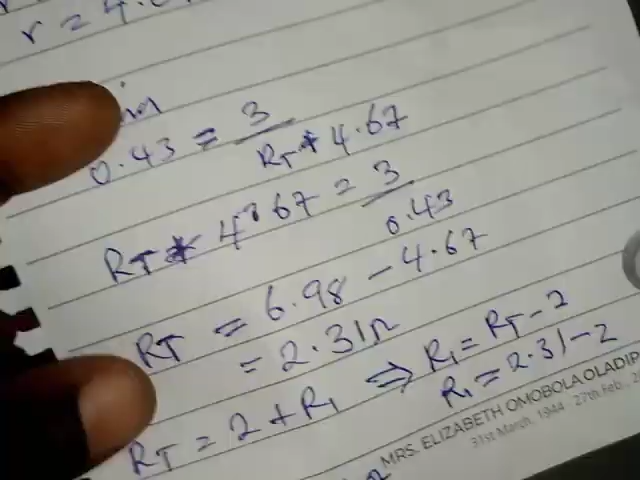 r = 4.
0.43 = 3
RT + 4.67
RT + 4.67 = 3
0.43
RT = 6.98 - 4.67
= 2.31Ω
RT = 2 + R1 ⇒ R1 = RT - 2
R1 = 2.31 - 2
MRS. ELIZABETH OMOBOLA OLADIP
31st March, 1944 27th Feb., 2